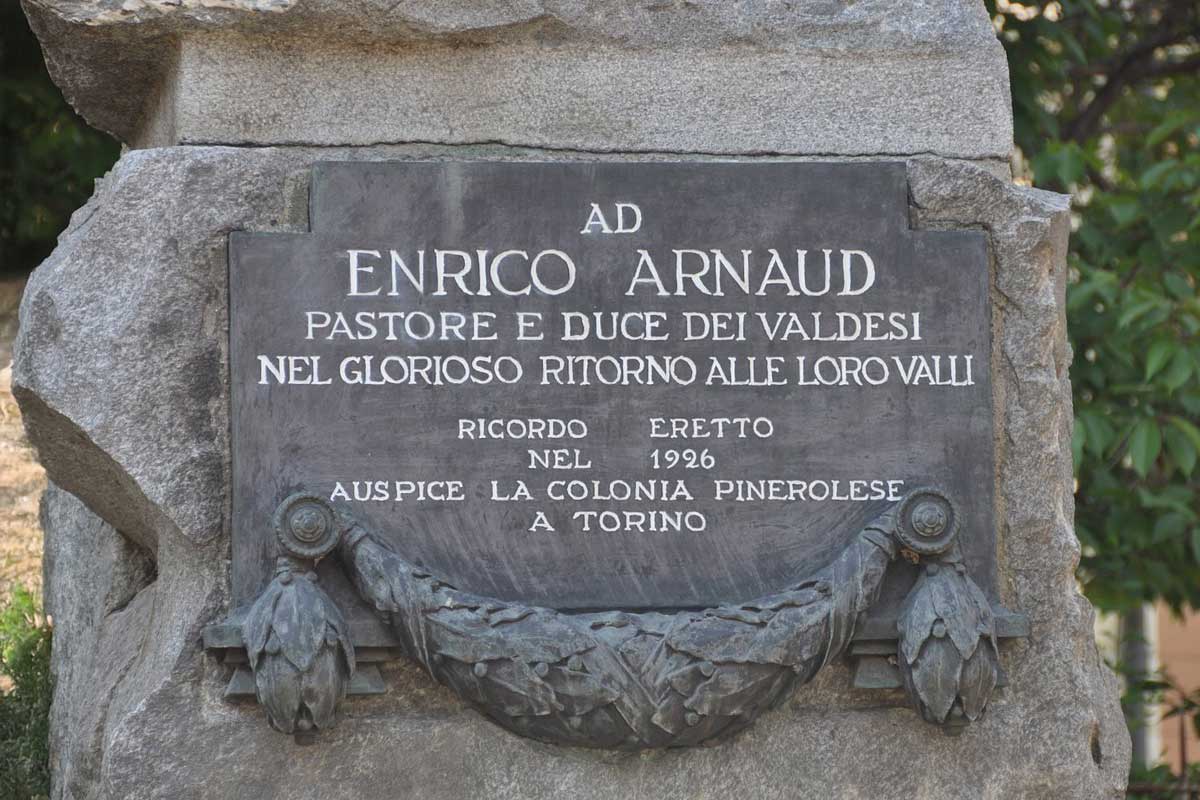 AD
ENRICO ARNAUD
PASTORE E DUCE DEI VALDESI
NEL GLORIOSO RITORNO ALLE LORO VALLI
RICORDO ERETTO
NEL 1926
AUSPICE LA COLONIA PINEROLESE
A TORINO